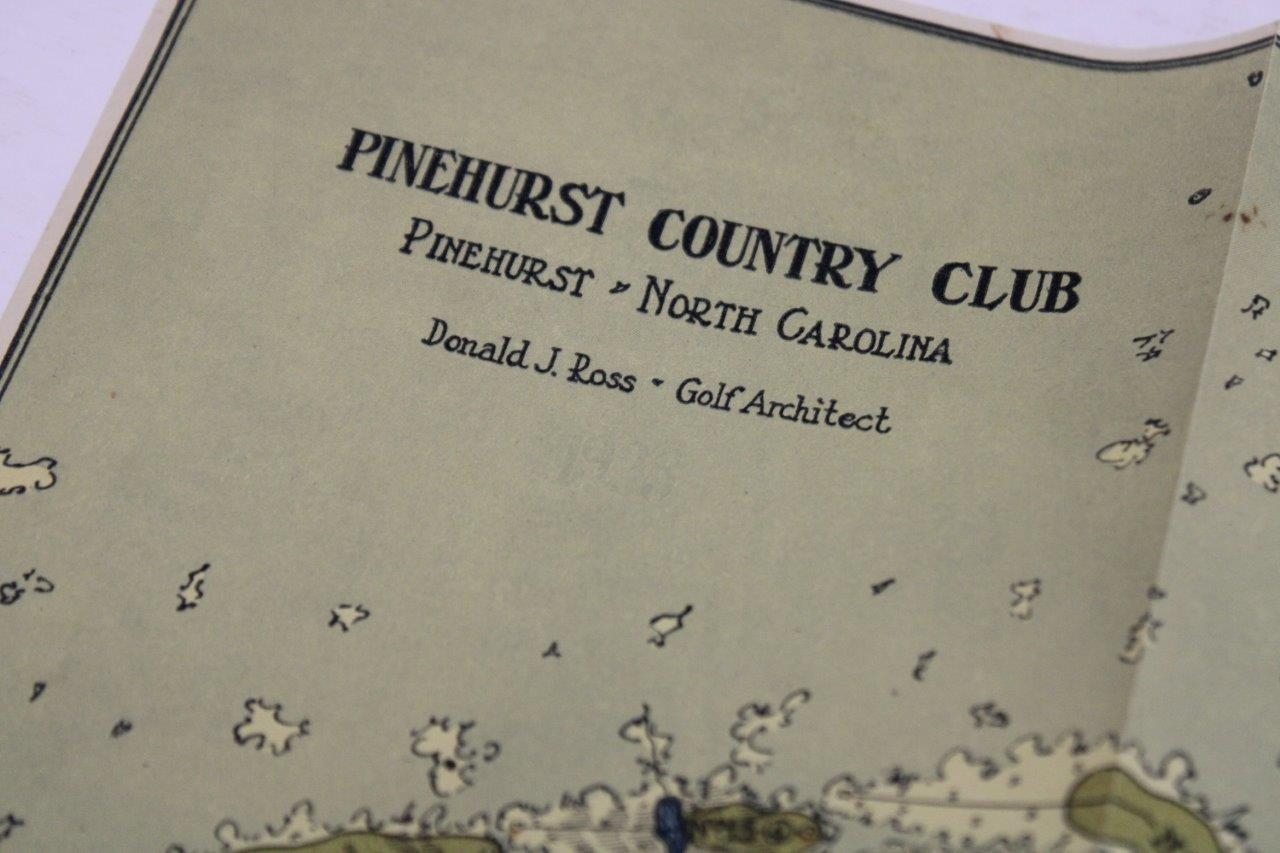 PINEHURST COUNTRY CLUB
PINEHURST - NORTH CAROLINA
Donald J. Ross - Golf Architect